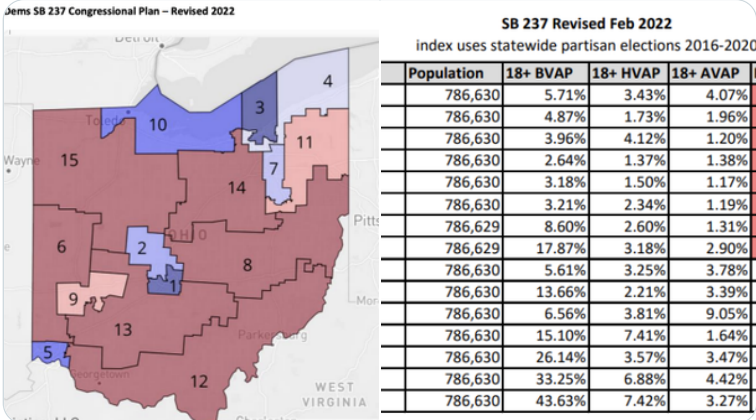 Dems SB 237 Congressional Plan – Revised 2022
Detroit
Toledo
Wayne
OHIO
Pitts
Mor
Parkersburg
Georgetown
WEST
VIRGINIA
4
3
10
11
15
7
14
6
2
8
1
9
13
5
12
SB 237 Revised Feb 2022
index uses statewide partisan elections 2016-2020
Population 18+ BVAP 18+ HVAP 18+ AVAP
786,630 5.71% 3.43% 4.07%
786,630 4.87% 1.73% 1.96%
786,630 3.96% 4.12% 1.20%
786,630 2.64% 1.37% 1.38%
786,630 3.18% 1.50% 1.17%
786,630 3.21% 2.34% 1.19%
786,629 8.60% 2.60% 1.31%
786,629 17.87% 3.18% 2.90%
786,630 5.61% 3.25% 3.78%
786,630 13.66% 2.21% 3.39%
786,630 6.56% 3.81% 9.05%
786,630 15.10% 7.41% 1.64%
786,630 26.14% 3.57% 3.47%
786,630 33.25% 6.88% 4.42%
786,630 43.63% 7.42% 3.27%